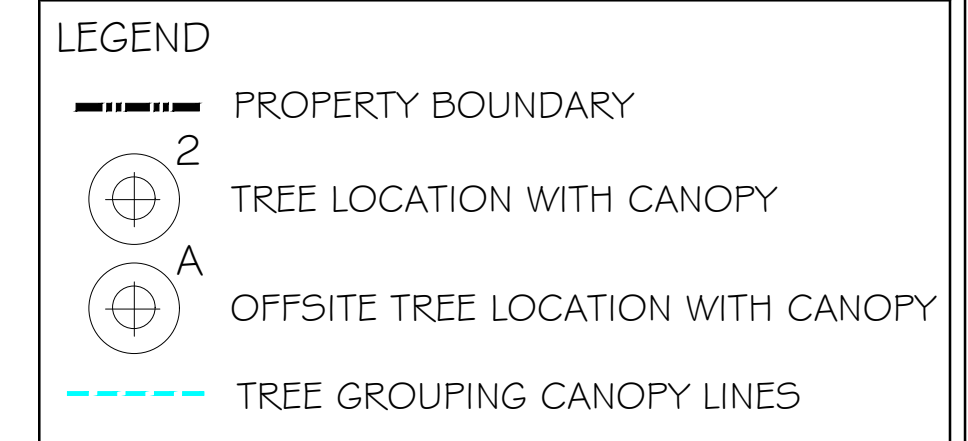 LEGEND
PROPERTY BOUNDARY
2
TREE LOCATION WITH CANOPY
A
OFFSITE TREE LOCATION WITH CANOPY
TREE GROUPING CANOPY LINES